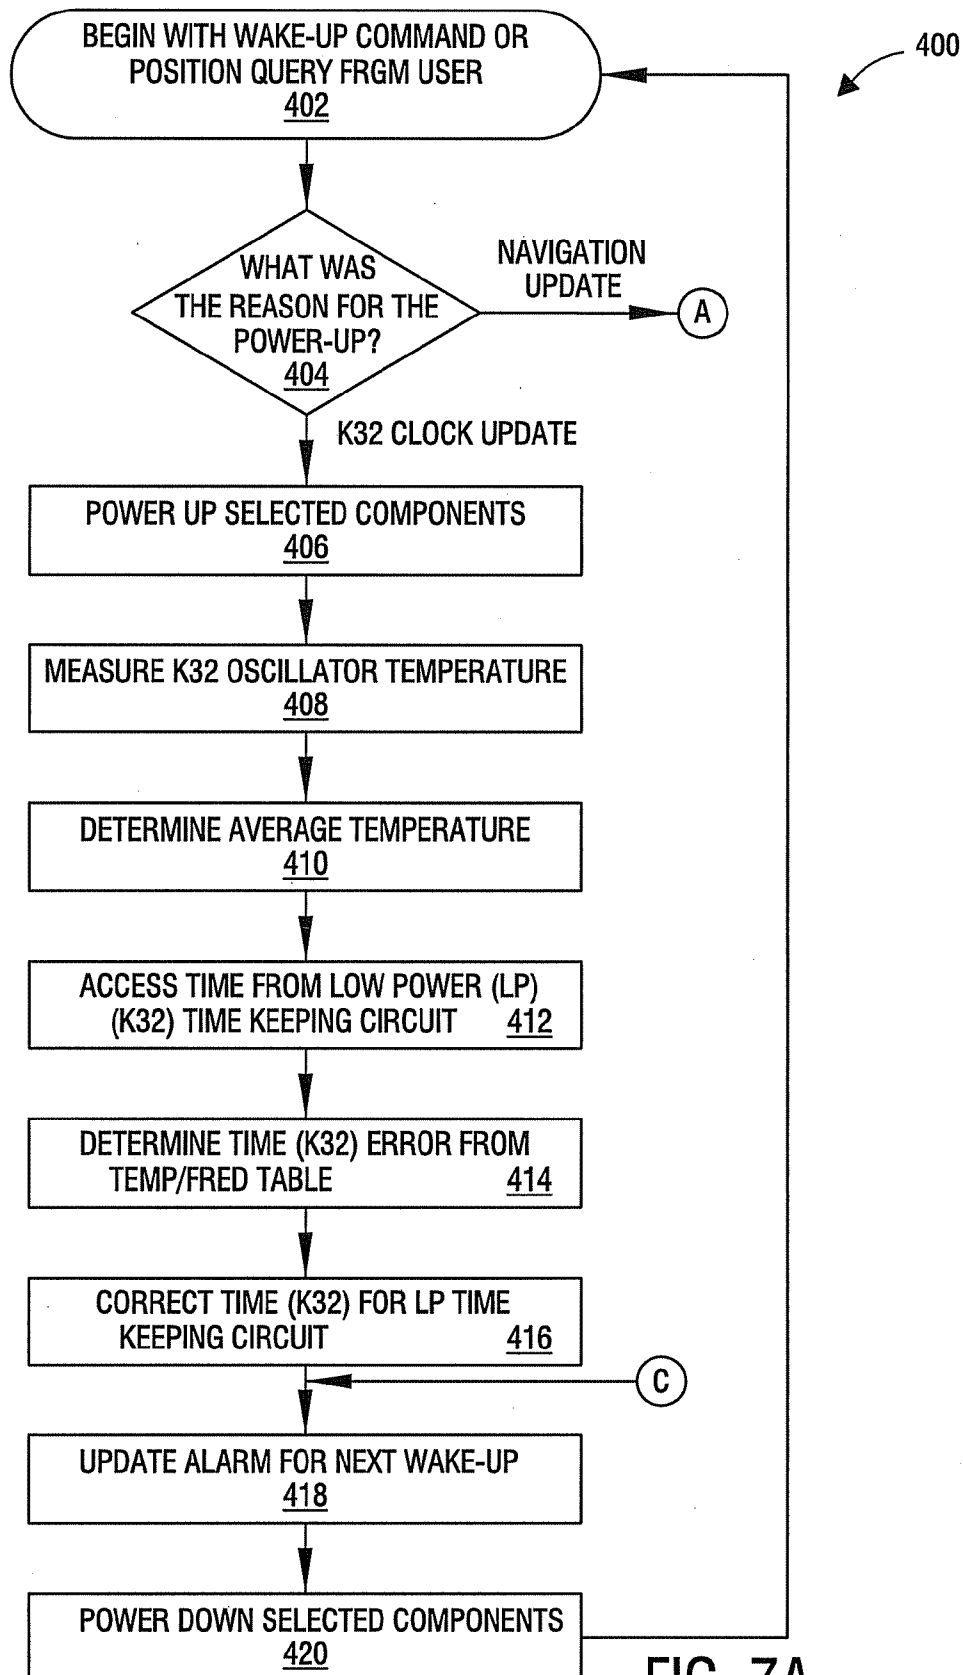 BEGIN WITH WAKE-UP COMMAND OR
POSITION QUERY FRGM USER
402
400
WHAT WAS
THE REASON FOR THE
POWER-UP?
404
NAVIGATION
UPDATE
A
K32 CLOCK UPDATE
POWER UP SELECTED COMPONENTS
406
MEASURE K32 OSCILLATOR TEMPERATURE
408
DETERMINE AVERAGE TEMPERATURE
410
ACCESS TIME FROM LOW POWER (LP)
(K32) TIME KEEPING CIRCUIT 412
DETERMINE TIME (K32) ERROR FROM
TEMP/FRED TABLE 414
CORRECT TIME (K32) FOR LP TIME
KEEPING CIRCUIT 416
C
UPDATE ALARM FOR NEXT WAKE-UP
418
POWER DOWN SELECTED COMPONENTS
420
FIG. 7A